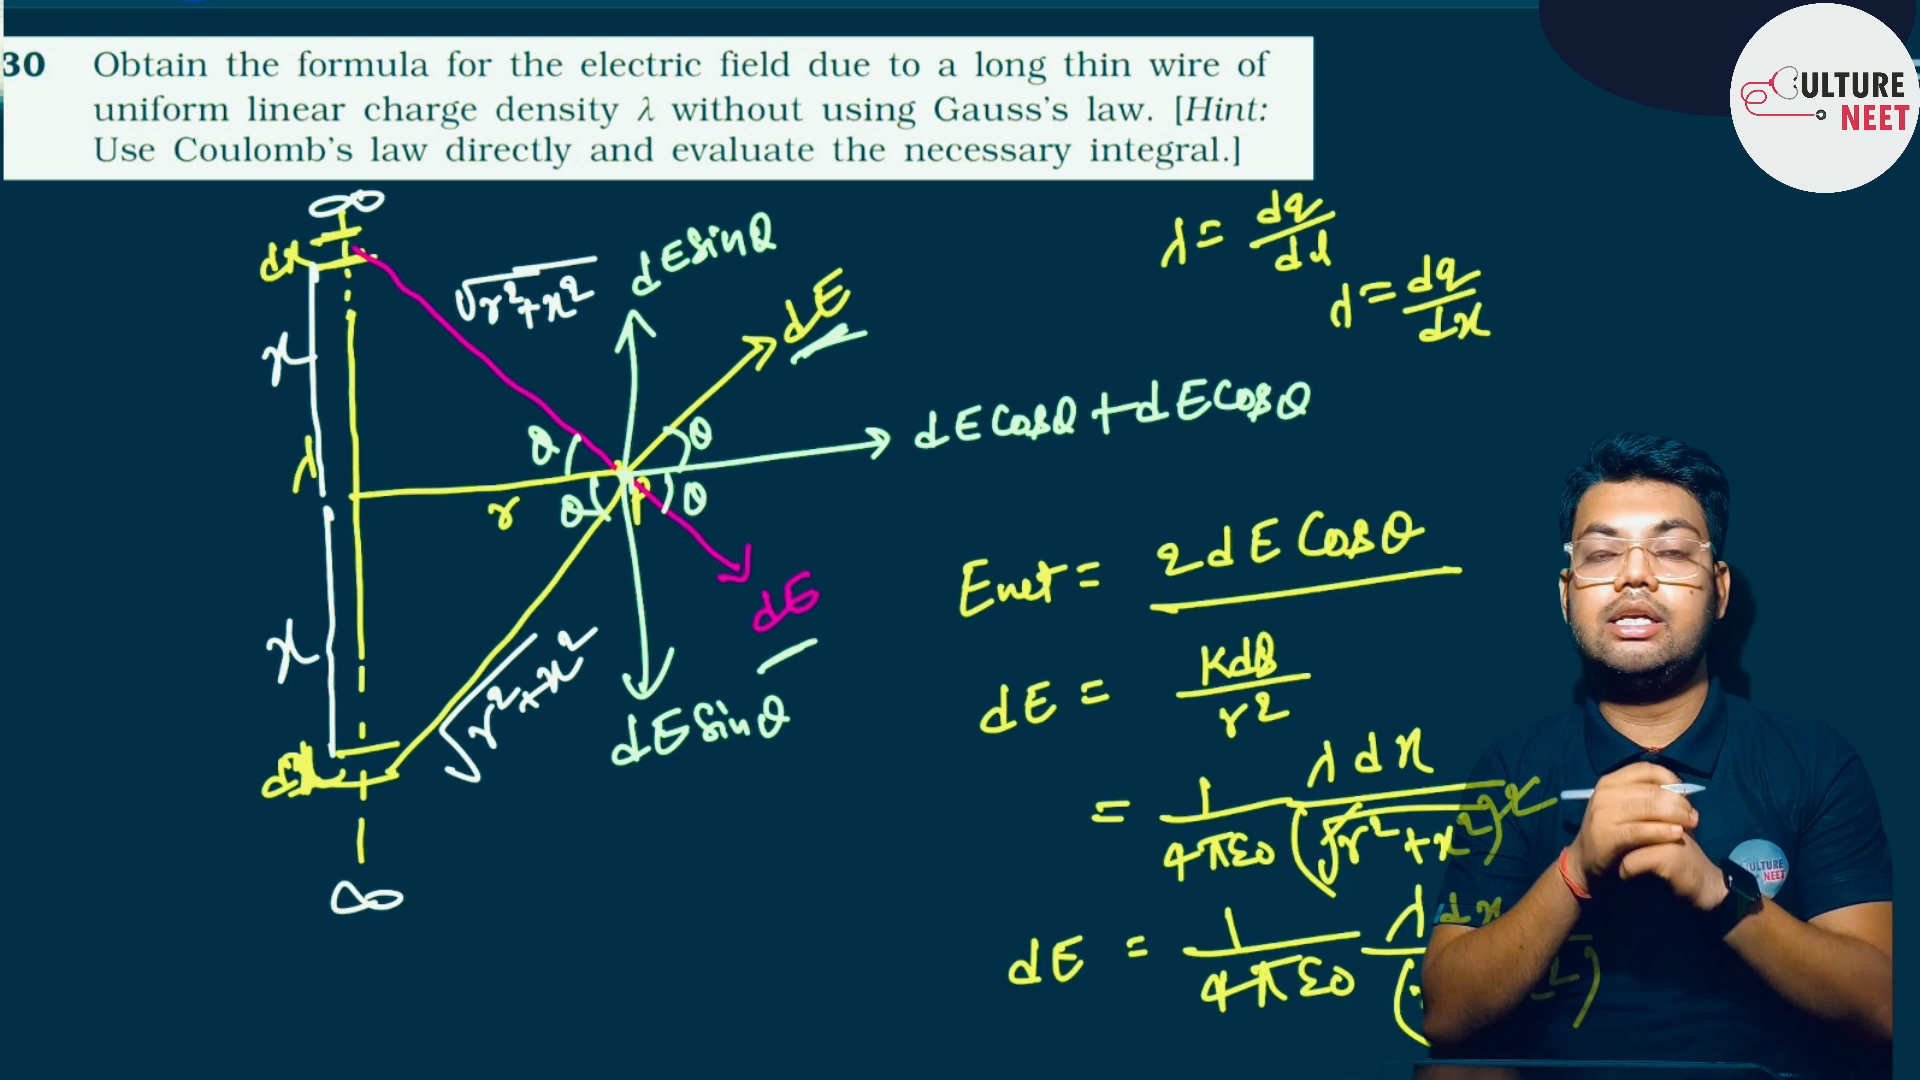 30 Obtain the formula for the electric field due to a long thin wire of
uniform linear charge density λ without using Gauss's law. [Hint:
Use Coulomb's law directly and evaluate the necessary integral.]
CULTURE
NEET
∞
dx
x
λ
x
dx
∞
√r²+x²
dE sinθ
dE
θ
θ
dE cosθ + dE cosθ
r
θ
P
θ
dE
√r²+x²
dE sinθ
λ = dq/dl
λ = dq/dx
Enet = 2dE Cosθ
dE = Kdq/r²
= 1/4πε0 λdx/(√r²+x²)²
dE = 1/4πε0 λdx
CULTURE
NEET